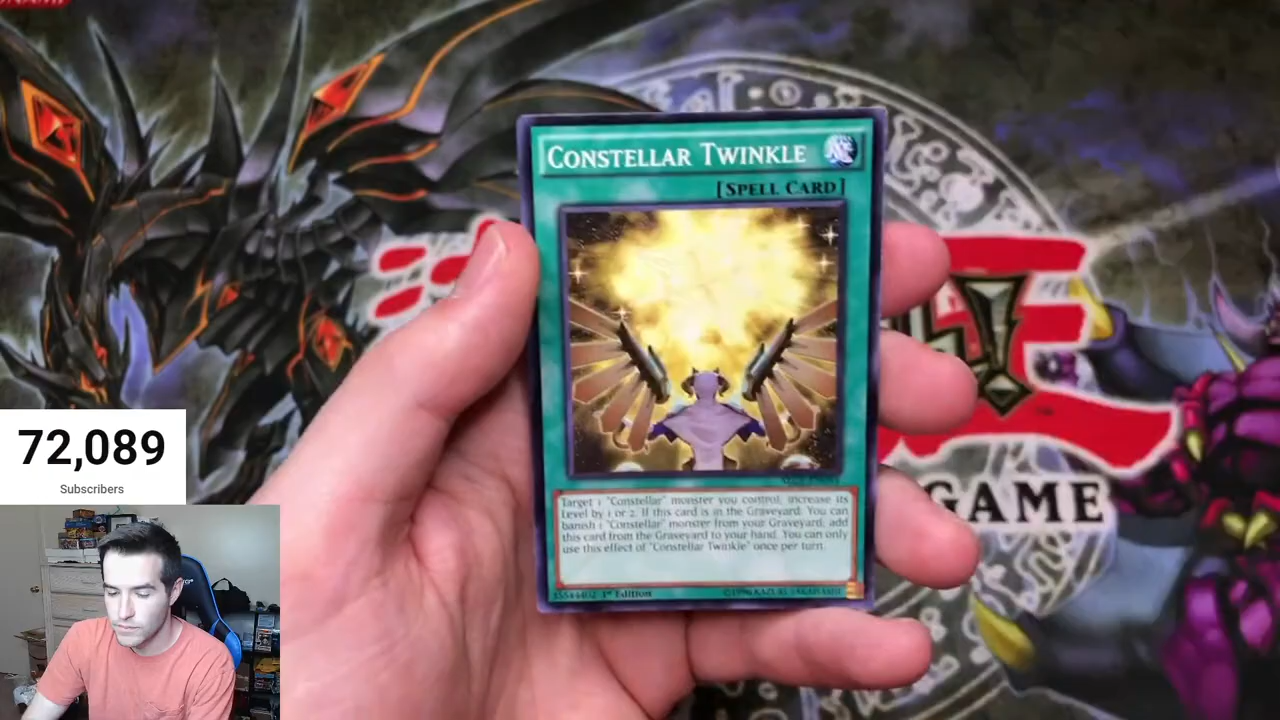 CONSTELLAR TWINKLE
[SPELL CARD]
Target 1 "Constellar" monster you control; increase its
Level by 1 or 2. If this card is in the Graveyard: You can
banish 1 "Constellar" monster from your Graveyard; add
this card from the Graveyard to your hand. You can only
use this effect of "Constellar Twinkle" once per turn.
1st Edition
©1996 KAZUKI TAKAHASHI
GAME
72,089
Subscribers